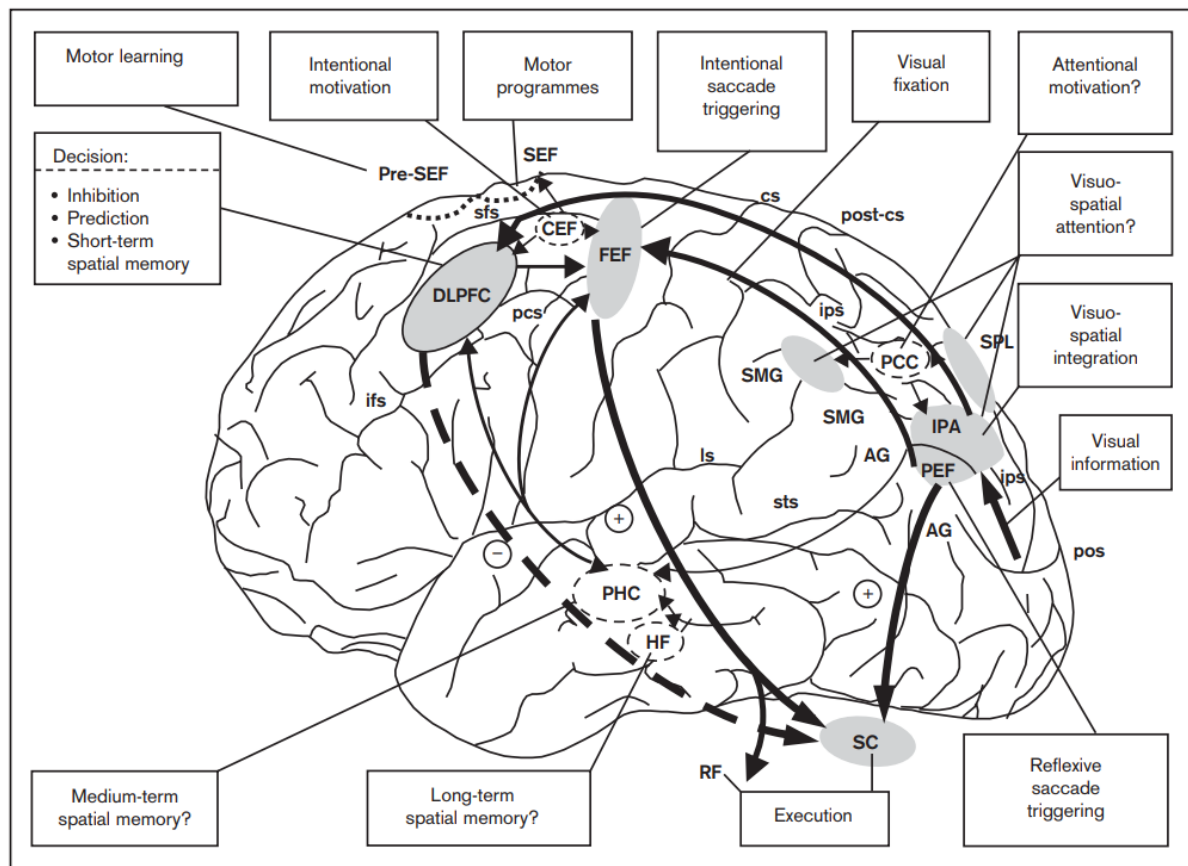 Motor learning
Intentional
motivation
Motor
programmes
Intentional
saccade
triggering
Visual
fixation
Attentional
motivation?
Decision:
• Inhibition
• Prediction
• Short-term
spatial memory
Visuo-
spatial
attention?
Visuo-
spatial
integration
Visual
information
Pre-SEF
SEF
sfs
CEF
FEF
cs
post-cs
DLPFC
pcs
ips
PCC
SPL
SMG
SMG
IPA
ifs
ls
AG
PEF
ips
sts
AG
pos
+
−
+
PHC
HF
SC
RF
Medium-term
spatial memory?
Long-term
spatial memory?
Execution
Reflexive
saccade
triggering